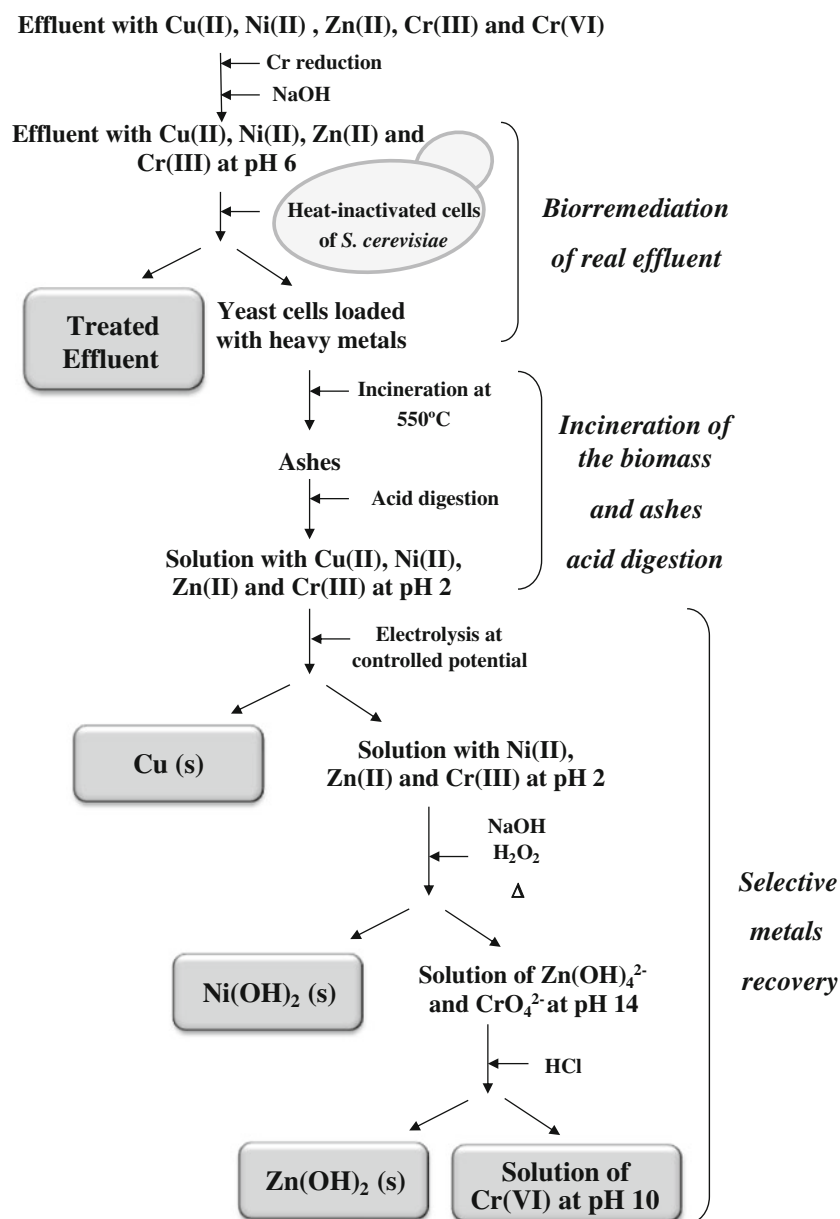 Effluent with Cu(II), Ni(II) , Zn(II), Cr(III) and Cr(VI)
Cr reduction
NaOH
Effluent with Cu(II), Ni(II), Zn(II) and
Cr(III) at pH 6
Heat-inactivated cells
of S. cerevisiae
Biorremediation
of real effluent
Treated
Effluent
Yeast cells loaded
with heavy metals
Incineration at
550ºC
Ashes
Acid digestion
Solution with Cu(II), Ni(II),
Zn(II) and Cr(III) at pH 2
Incineration of
the biomass
and ashes
acid digestion
Electrolysis at
controlled potential
Cu (s)
Solution with Ni(II),
Zn(II) and Cr(III) at pH 2
NaOH
H₂O₂
Δ
Ni(OH)₂ (s)
Solution of Zn(OH)₄²⁻
and CrO₄²⁻ at pH 14
HCl
Zn(OH)₂ (s)
Solution of
Cr(VI) at pH 10
Selective
metals
recovery